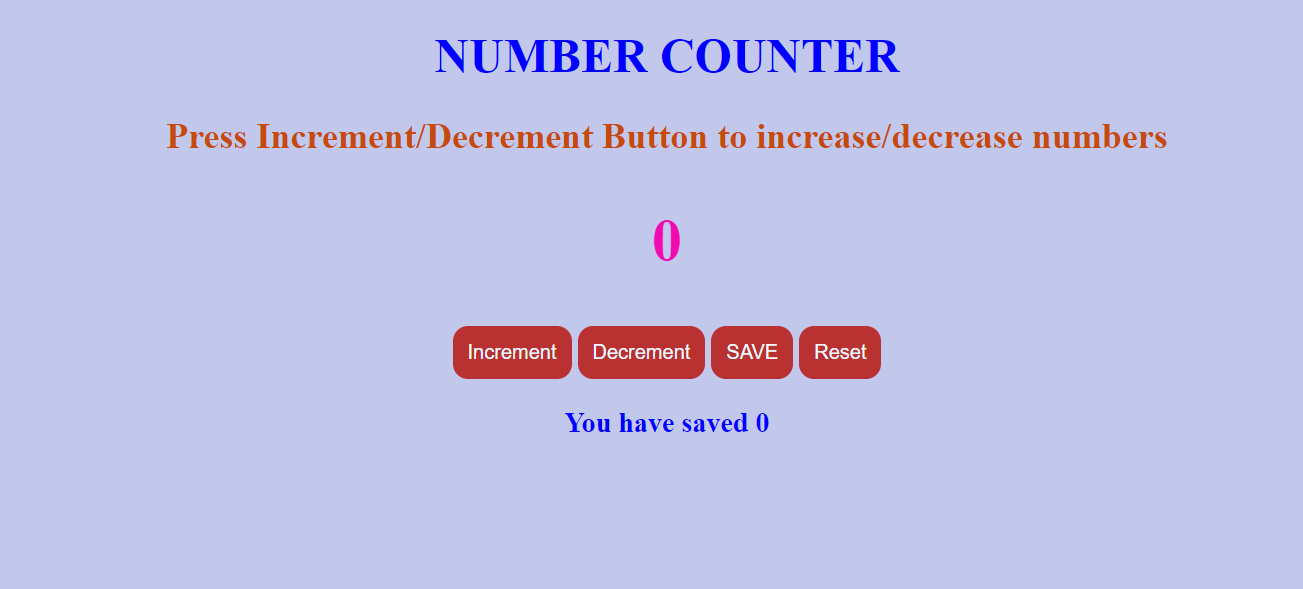 NUMBER COUNTER
Press Increment/Decrement Button to increase/decrease numbers
0
Increment Decrement SAVE Reset
You have saved 0